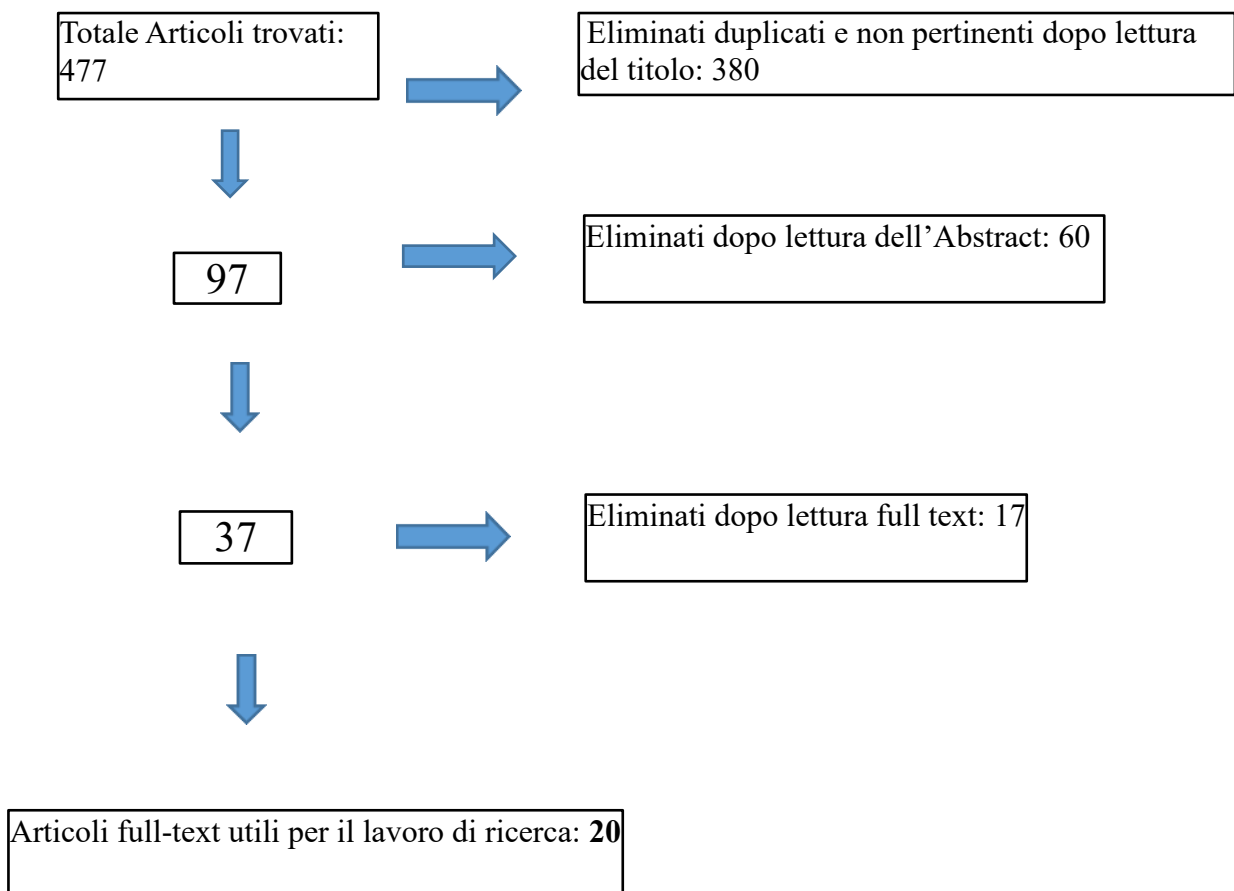 Totale Articoli trovati:
477
Eliminati duplicati e non pertinenti dopo lettura
del titolo: 380
97
Eliminati dopo lettura dell’Abstract: 60
37
Eliminati dopo lettura full text: 17
Articoli full-text utili per il lavoro di ricerca: 20